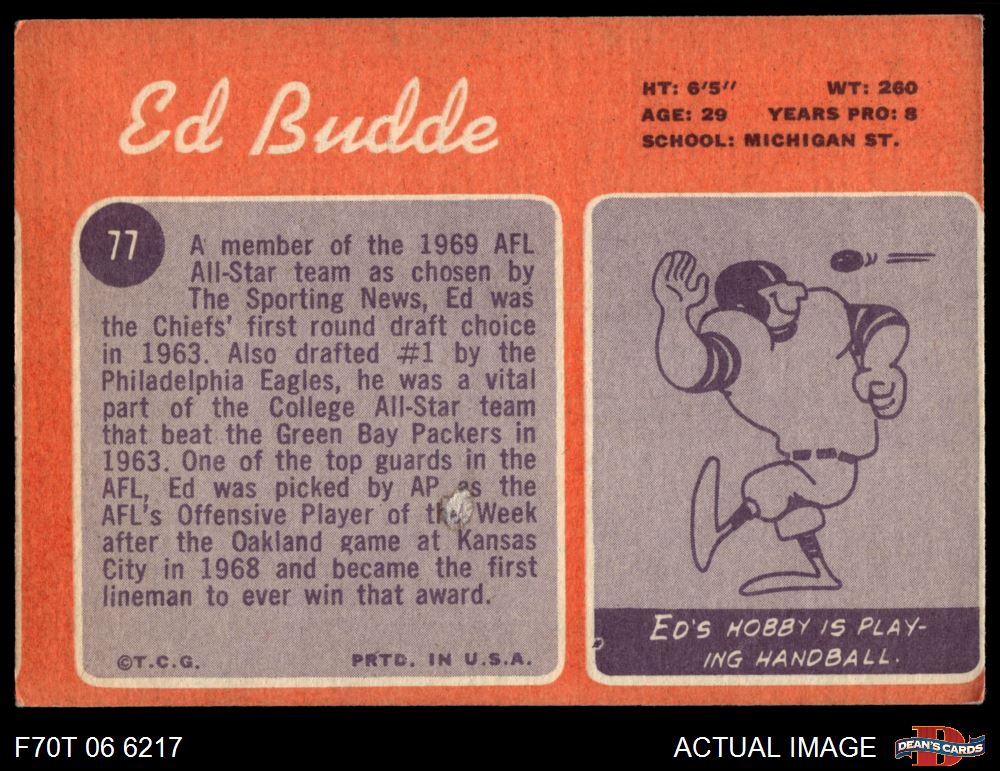 Ed Budde
HT: 6'5"
WT: 260
AGE: 29
YEARS PRO: 8
SCHOOL: MICHIGAN ST.
77
A member of the 1969 AFL
All-Star team as chosen by
The Sporting News, Ed was
the Chiefs' first round draft choice
in 1963. Also drafted #1 by the
Philadelphia Eagles, he was a vital
part of the College All-Star team
that beat the Green Bay Packers in
1963. One of the top guards in the
AFL, Ed was picked by AP as the
AFL's Offensive Player of the Week
after the Oakland game at Kansas
City in 1968 and became the first
lineman to ever win that award.
©T.C.G.
PRTD. IN U.S.A.
ED'S HOBBY IS PLAY-
ING HANDBALL.
F70T 06 6217
ACTUAL IMAGE
DEAN'S CARDS